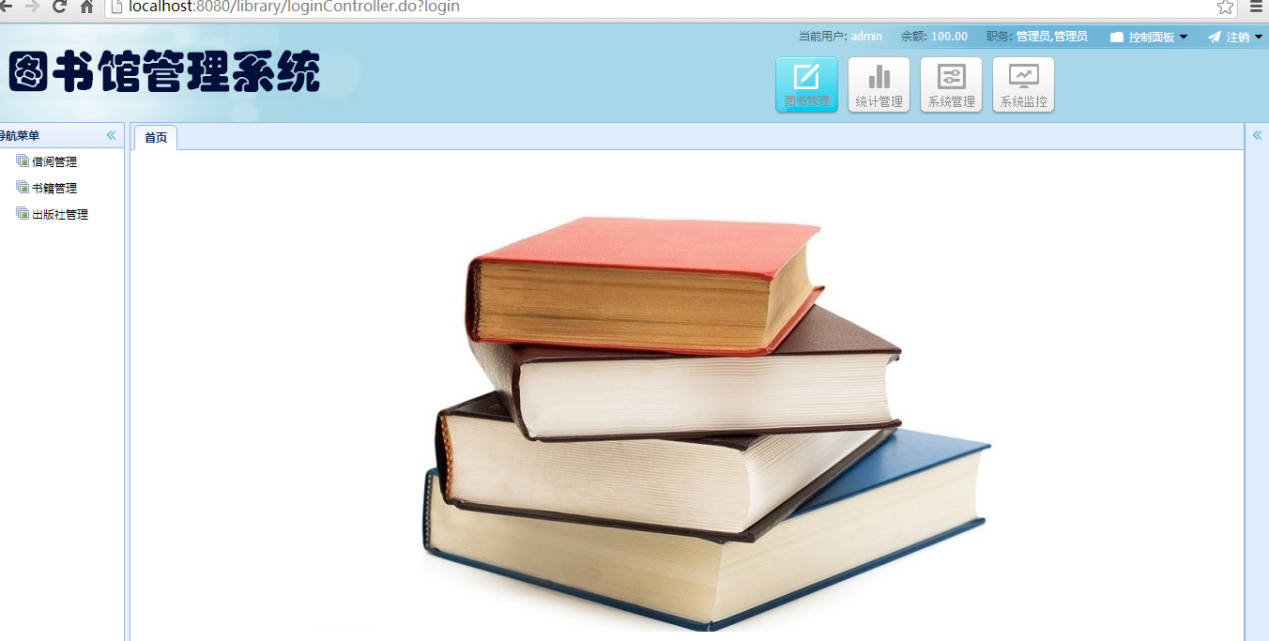 localhost:8080/library/loginController.do?login
当前用户: admin 余额: 100.00 职务: 管理员,管理员 控制面板 注销
图书馆管理系统
图书管理 统计管理 系统管理 系统监控
导航菜单
首页
借阅管理
书籍管理
出版社管理